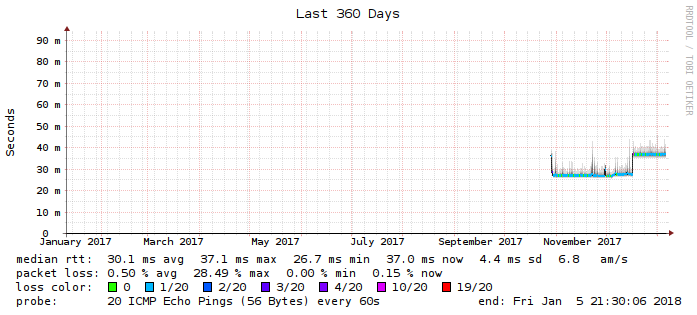 Last 360 Days
RRDTOOL / TOBI OETIKER
Seconds
90 m
80 m
70 m
60 m
50 m
40 m
30 m
20 m
10 m
0
January 2017 March 2017 May 2017 July 2017 September 2017 November 2017
median rtt: 30.1 ms avg 37.1 ms max 26.7 ms min 37.0 ms now 4.4 ms sd 6.8 am/s
packet loss: 0.50 % avg 28.49 % max 0.00 % min 0.15 % now
loss color: 0 1/20 2/20 3/20 4/20 10/20 19/20
probe: 20 ICMP Echo Pings (56 Bytes) every 60s end: Fri Jan 5 21:30:06 2018